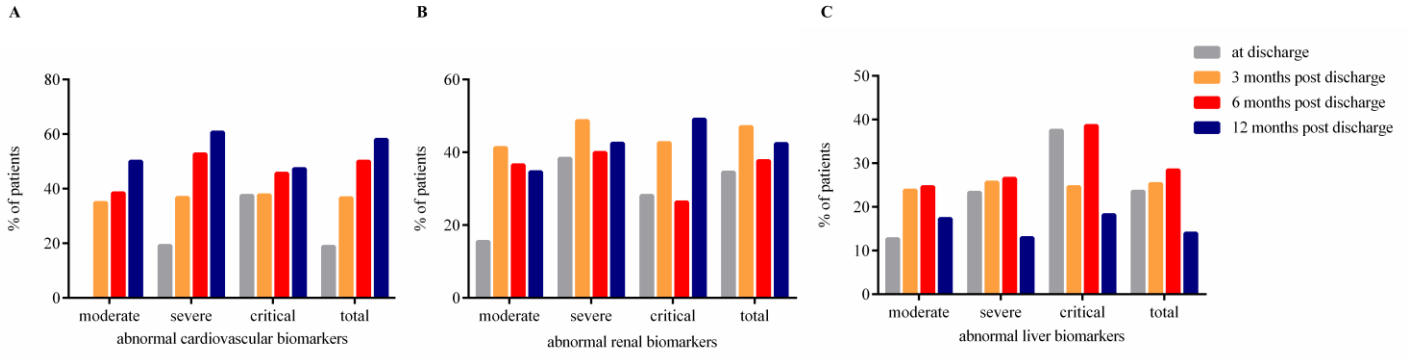 A
B
C
% of patients
80
60
40
20
0
moderate severe critical total
abnormal cardiovascular biomarkers
% of patients
60
40
20
0
moderate severe critical total
abnormal renal biomarkers
% of patients
50
40
30
20
10
0
moderate severe critical total
abnormal liver biomarkers
at discharge
3 months post discharge
6 months post discharge
12 months post discharge